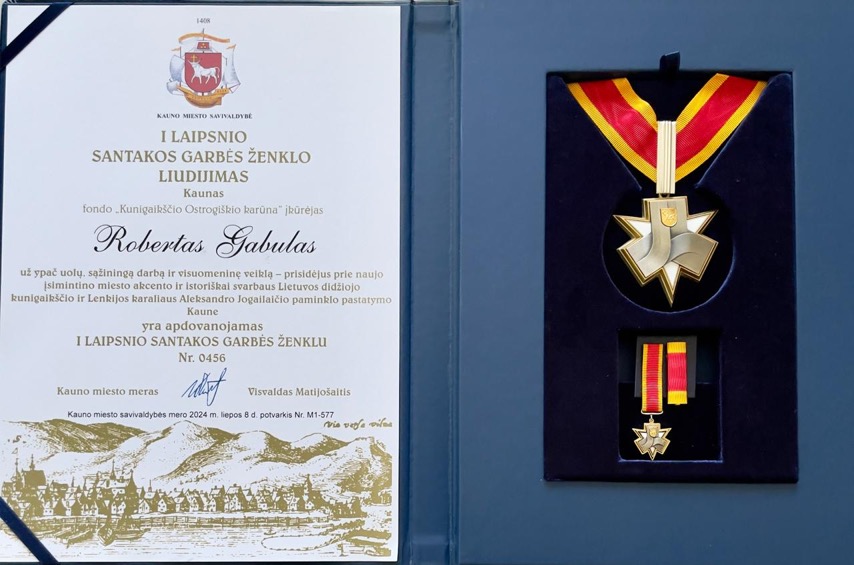 1408
KAUNO MIESTO SAVIVALDYBĖ
I LAIPSNIO
SANTAKOS GARBĖS ŽENKLO
LIUDIJIMAS
Kaunas
fondo „Kunigaikščio Ostrogiškio karūna” įkūrėjas
Robertas Gabulas
už ypač uolų, sąžiningą darbą ir visuomeninę veiklą – prisidėjus prie naujo
įsimintino miesto akcento ir istoriškai svarbaus Lietuvos didžiojo
kunigaikščio ir Lenkijos karaliaus Aleksandro Jogailaičio paminklo pastatymo
Kaune
yra apdovanojamas
I LAIPSNIO SANTAKOS GARBĖS ŽENKLU
Nr. 0456
Kauno miesto meras Visvaldas Matijošaitis
Kauno miesto savivaldybės mero 2024 m. liepos 8 d. potvarkis Nr. M1-577